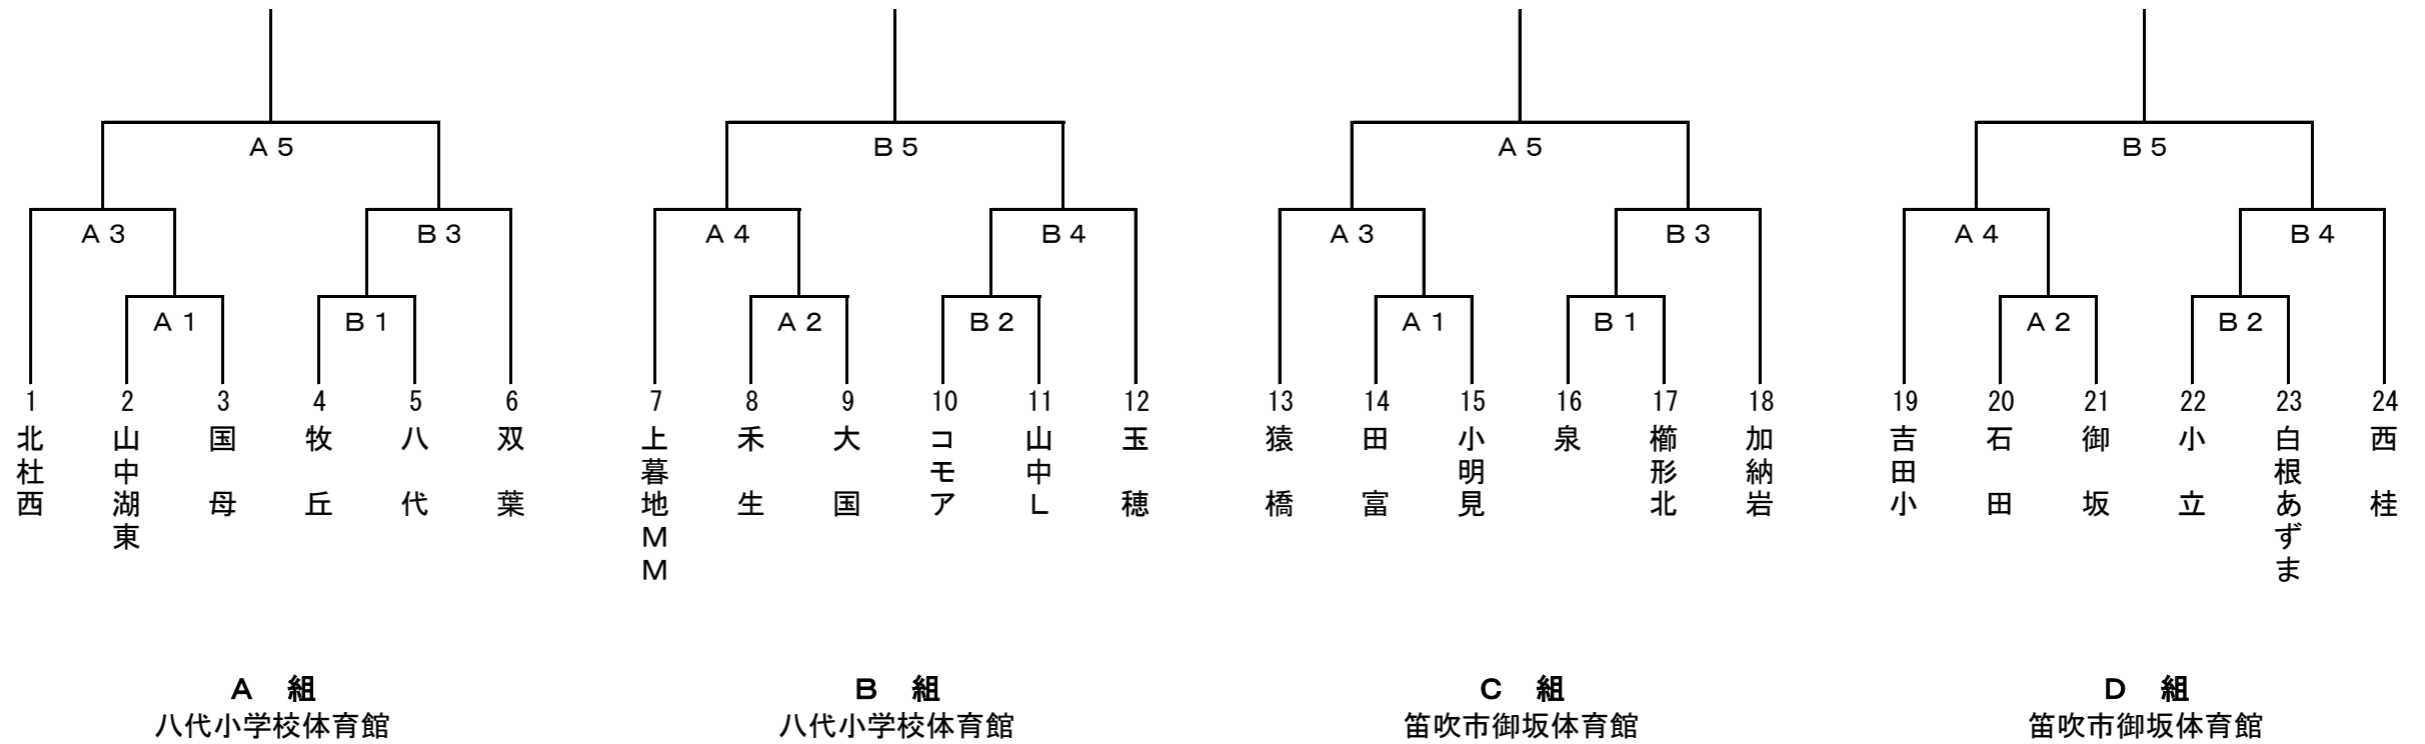 Ａ５ Ｂ５ Ａ５ Ｂ５
Ａ３ Ｂ３ Ａ４ Ｂ４ Ａ３ Ｂ３ Ａ４ Ｂ４
Ａ１ Ｂ１ Ａ２ Ｂ２ Ａ１ Ｂ１ Ａ２ Ｂ２
1 2 3 4 5 6 7 8 9 10 11 12 13 14 15 16 17 18 19 20 21 22 23 24
北杜西
山中湖東
国母
牧丘
八代
双葉
上暮地ＭＭ
禾生
大国
コモア
山中Ｌ
玉穂
猿橋
田富
小明見
泉
櫛形北
加納岩
吉田小
石田
御坂
小立
白根あずま
西桂
Ａ 組 Ｂ 組 Ｃ 組 Ｄ 組
八代小学校体育館 八代小学校体育館 笛吹市御坂体育館 笛吹市御坂体育館